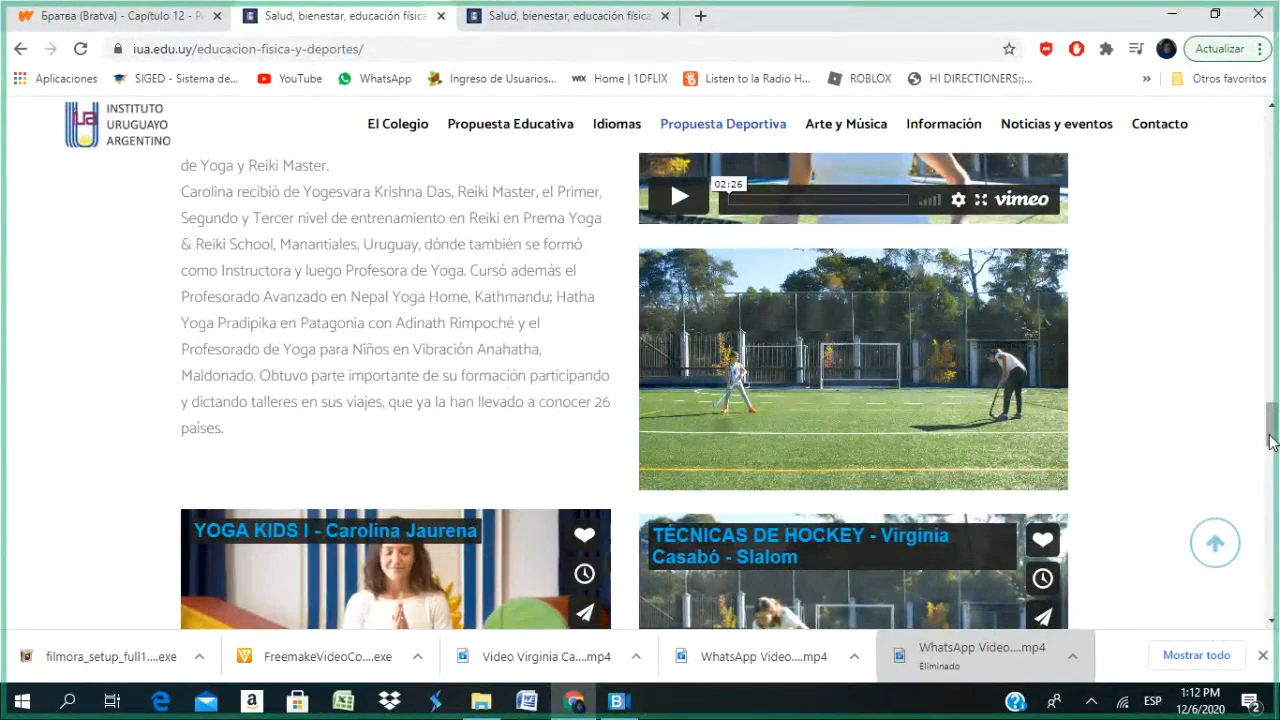 Братва (Bratva) - Capítulo 12 - P
Salud, bienestar, educación física
Salud, bienestar, educación física
iua.edu.uy/educacion-fisica-y-deportes/
Actualizar
Aplicaciones
SIGED - Sistema de...
YouTube
WhatsApp
Ingreso de Usuarios...
WIX
Home | 1DFLIX
Listen to la Radio H...
ROBLOX
HI DIRECTIONERS¡¡...
»
Otros favoritos
INSTITUTO
URUGUAYO
ARGENTINO
El Colegio
Propuesta Educativa
Idiomas
Propuesta Deportiva
Arte y Música
Información
Noticias y eventos
Contacto
de Yoga y Reiki Master.
Carolina recibió de Yogesvara Krishna Das, Reiki Master, el Primer,
Segundo y Tercer nivel de entrenamiento en Reiki en Prema Yoga
& Reiki School, Manantiales, Uruguay, dónde también se formó
como Instructora y luego Profesora de Yoga. Cursó además el
Profesorado Avanzado en Nepal Yoga Home, Kathmandu; Hatha
Yoga Pradipika en Patagonia con Adinath Rimpoché y el
Profesorado de Yoga para Niños en Vibración Anahatha,
Maldonado. Obtuvo parte importante de su formación participando
y dictando talleres en sus viajes, que ya la han llevado a conocer 26
países.
02:26
vimeo
YOGA KIDS I - Carolina Jaurena
TÉCNICAS DE HOCKEY - Virginia
Casabó - Slalom
filmora_setup_full1....exe
FreemakeVideoCo....exe
Video Virginia Ca....mp4
WhatsApp Video....mp4
WhatsApp Video....mp4
Eliminado
Mostrar todo
ESP
1:12 PM
12/6/2020
2